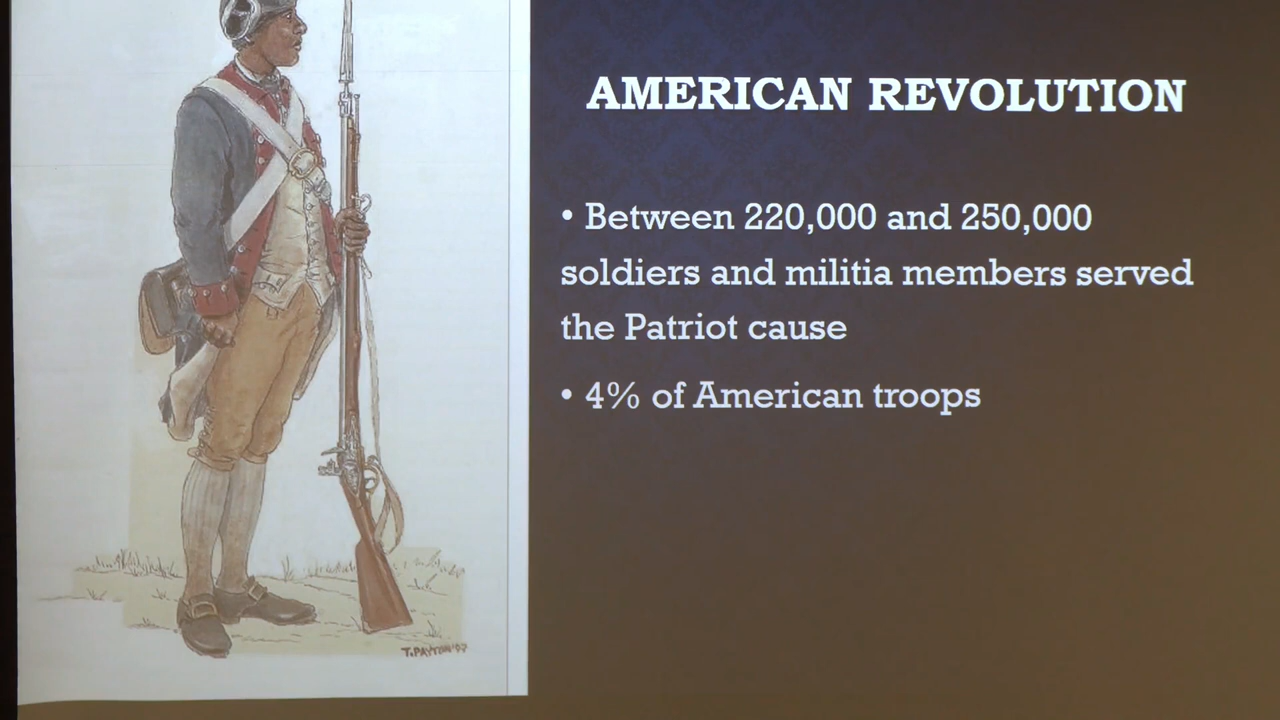 AMERICAN REVOLUTION
• Between 220,000 and 250,000
soldiers and militia members served
the Patriot cause
• 4% of American troops
T.PAYTON'97